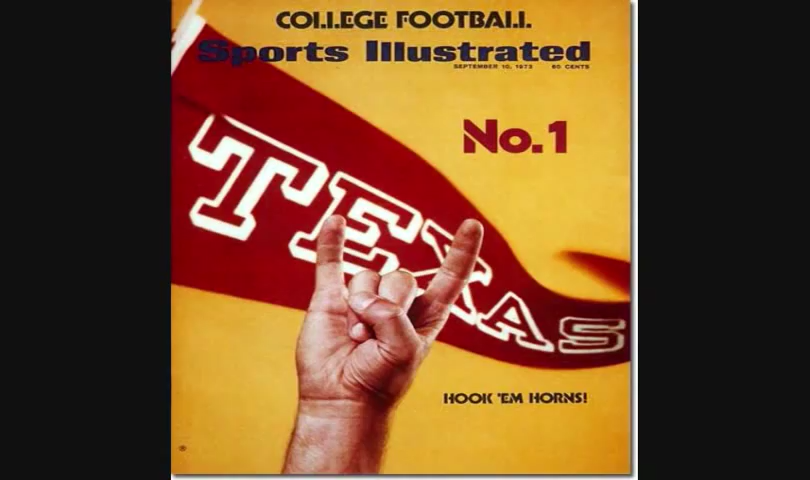 COLLEGE FOOTBALL
Sports Illustrated
SEPTEMBER 10, 1973 60 CENTS
No.1
TEXAS
HOOK 'EM HORNS!
®